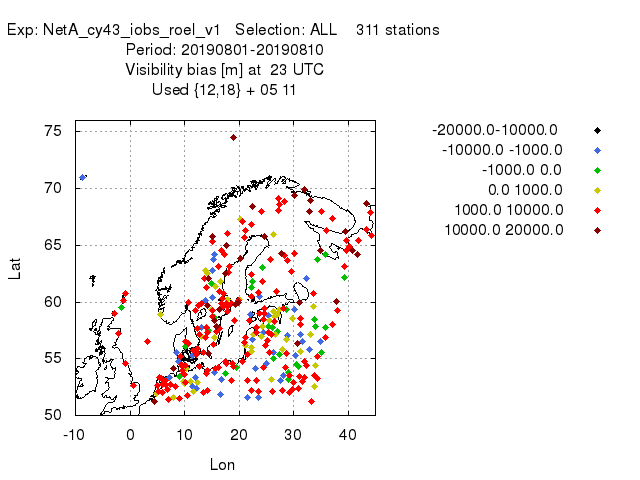 Exp: NetA_cy43_iobs_roel_v1 Selection: ALL 311 stations
Period: 20190801-20190810
Visibility bias [m] at 23 UTC
Used {12,18} + 05 11
-20000.0-10000.0
-10000.0 -1000.0
-1000.0 0.0
0.0 1000.0
1000.0 10000.0
10000.0 20000.0
75
70
65
60
55
50
Lat
-10 0 10 20 30 40
Lon